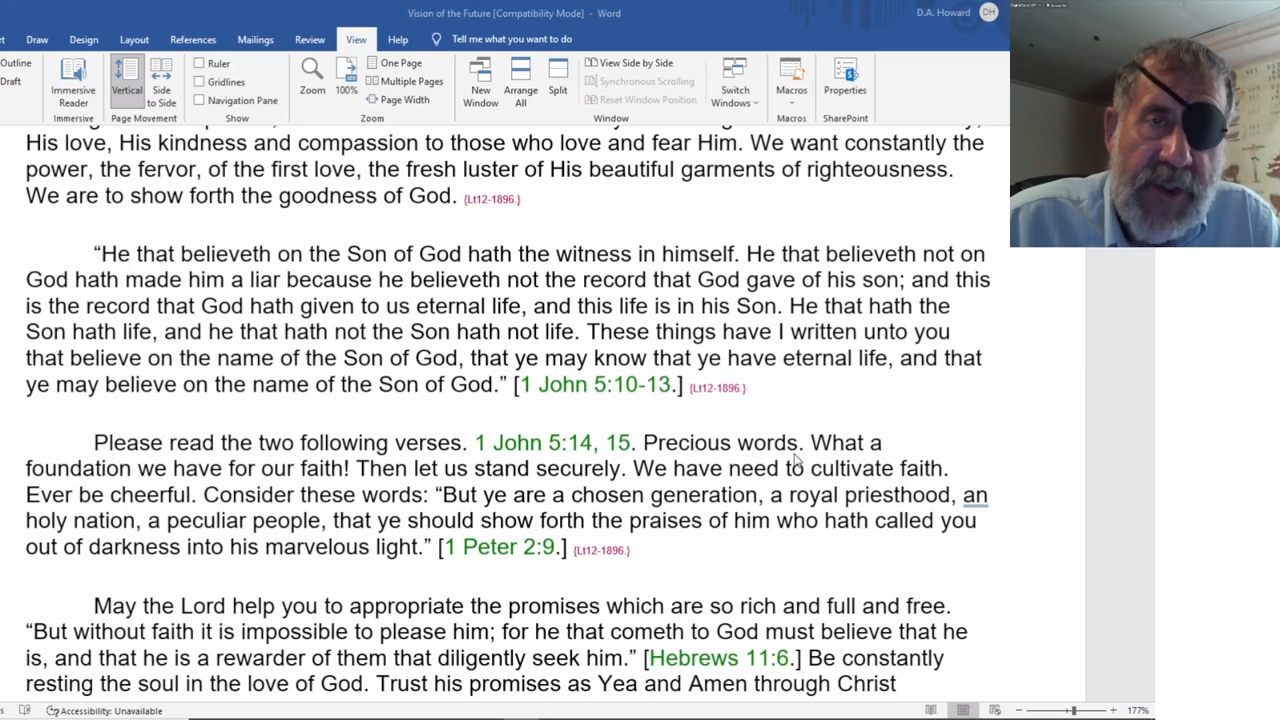 Vision of the Future [Compatibility Mode] - Word
D.A. Howard DH
Draw Design Layout References Mailings Review View Help Tell me what you want to do
Outline
Draft
Immersive
Reader
Immersive
Vertical
Side
to Side
Page Movement
Ruler
Gridlines
Navigation Pane
Show
Zoom
100%
One Page
Multiple Pages
Page Width
Zoom
New
Window
Arrange
All
Split
View Side by Side
Synchronous Scrolling
Reset Window Position
Switch
Windows
Window
Macros
Macros
Properties
SharePoint
His love, His kindness and compassion to those who love and fear Him. We want constantly the
power, the fervor, of the first love, the fresh luster of His beautiful garments of righteousness.
We are to show forth the goodness of God. {Lt12-1896.}
“He that believeth on the Son of God hath the witness in himself. He that believeth not on
God hath made him a liar because he believeth not the record that God gave of his son; and this
is the record that God hath given to us eternal life, and this life is in his Son. He that hath the
Son hath life, and he that hath not the Son hath not life. These things have I written unto you
that believe on the name of the Son of God, that ye may know that ye have eternal life, and that
ye may believe on the name of the Son of God.” [1 John 5:10-13.] {Lt12-1896.}
Please read the two following verses. 1 John 5:14, 15. Precious words. What a
foundation we have for our faith! Then let us stand securely. We have need to cultivate faith.
Ever be cheerful. Consider these words: “But ye are a chosen generation, a royal priesthood, an
holy nation, a peculiar people, that ye should show forth the praises of him who hath called you
out of darkness into his marvelous light.” [1 Peter 2:9.] {Lt12-1896.}
May the Lord help you to appropriate the promises which are so rich and full and free.
“But without faith it is impossible to please him; for he that cometh to God must believe that he
is, and that he is a rewarder of them that diligently seek him.” [Hebrews 11:6.] Be constantly
resting the soul in the love of God. Trust his promises as Yea and Amen through Christ
Accessibility: Unavailable
177%